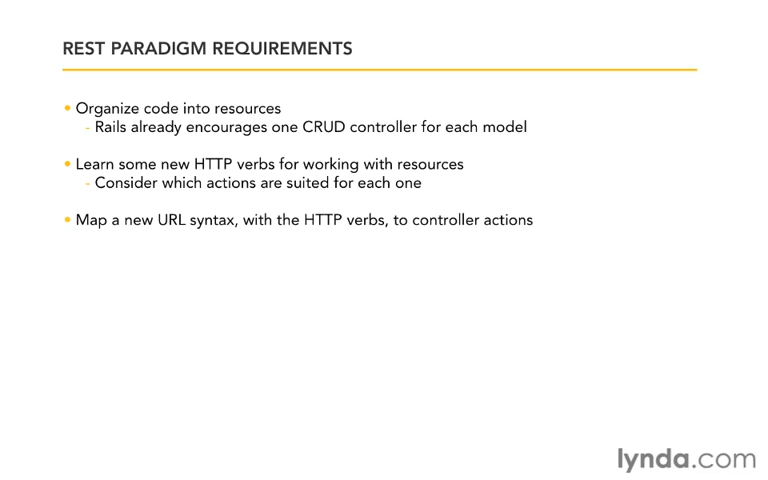 REST PARADIGM REQUIREMENTS
• Organize code into resources
- Rails already encourages one CRUD controller for each model
• Learn some new HTTP verbs for working with resources
- Consider which actions are suited for each one
• Map a new URL syntax, with the HTTP verbs, to controller actions
lynda.com